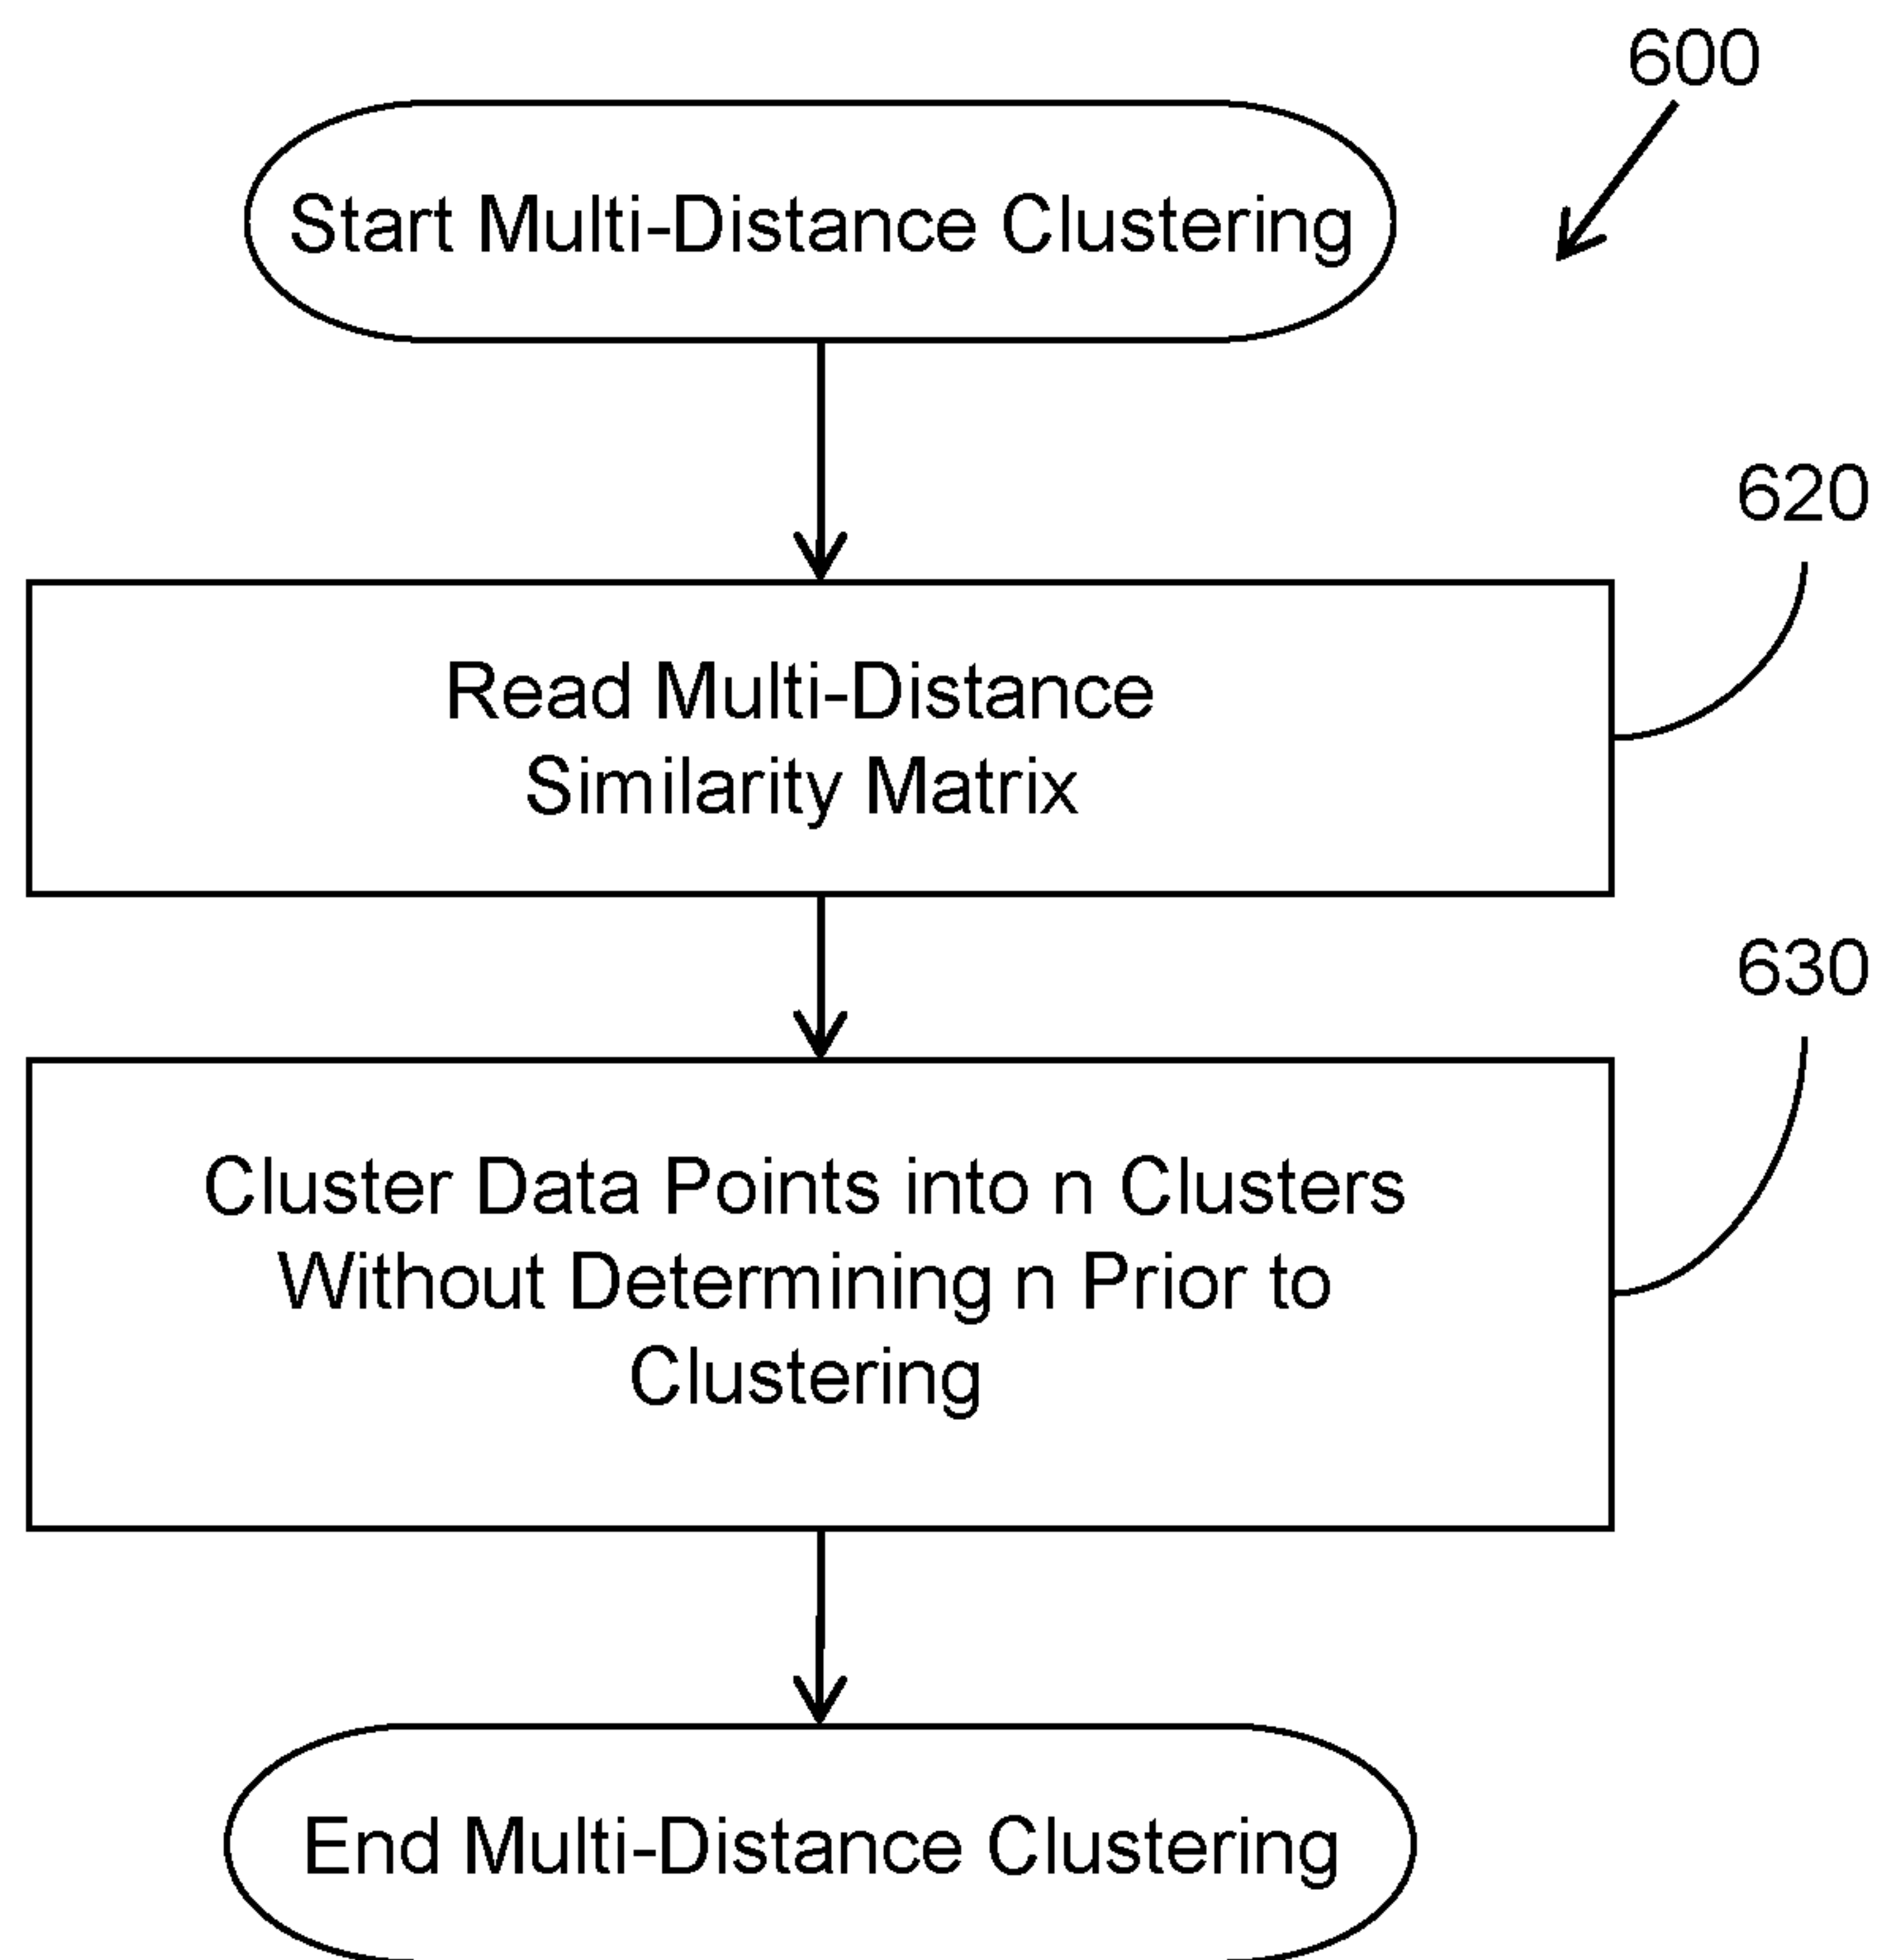 600
Start Multi-Distance Clustering
620
Read Multi-Distance
Similarity Matrix
630
Cluster Data Points into n Clusters
Without Determining n Prior to
Clustering
End Multi-Distance Clustering